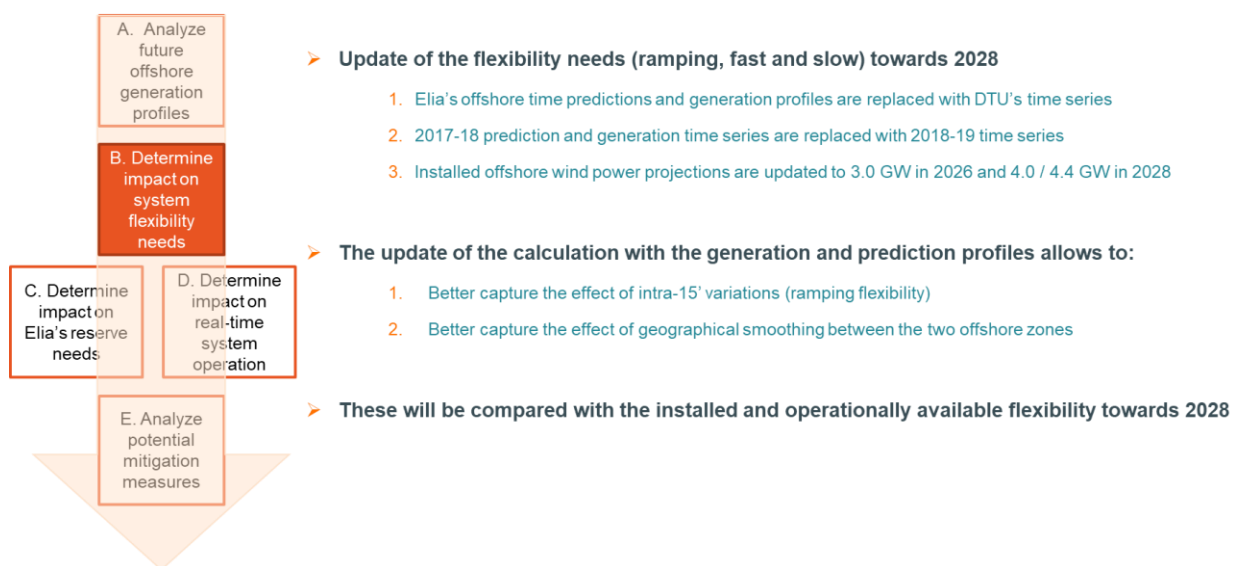 A. Analyze
future
offshore
generation
profiles
B. Determine
impact on
system
flexibility
needs
C. Determine
impact on
Elia's reserve
needs
D. Determine
impact on
real-time
system
operation
E. Analyze
potential
mitigation
measures
➢ Update of the flexibility needs (ramping, fast and slow) towards 2028
1. Elia's offshore time predictions and generation profiles are replaced with DTU's time series
2. 2017-18 prediction and generation time series are replaced with 2018-19 time series
3. Installed offshore wind power projections are updated to 3.0 GW in 2026 and 4.0 / 4.4 GW in 2028
➢ The update of the calculation with the generation and prediction profiles allows to:
1. Better capture the effect of intra-15' variations (ramping flexibility)
2. Better capture the effect of geographical smoothing between the two offshore zones
➢ These will be compared with the installed and operationally available flexibility towards 2028